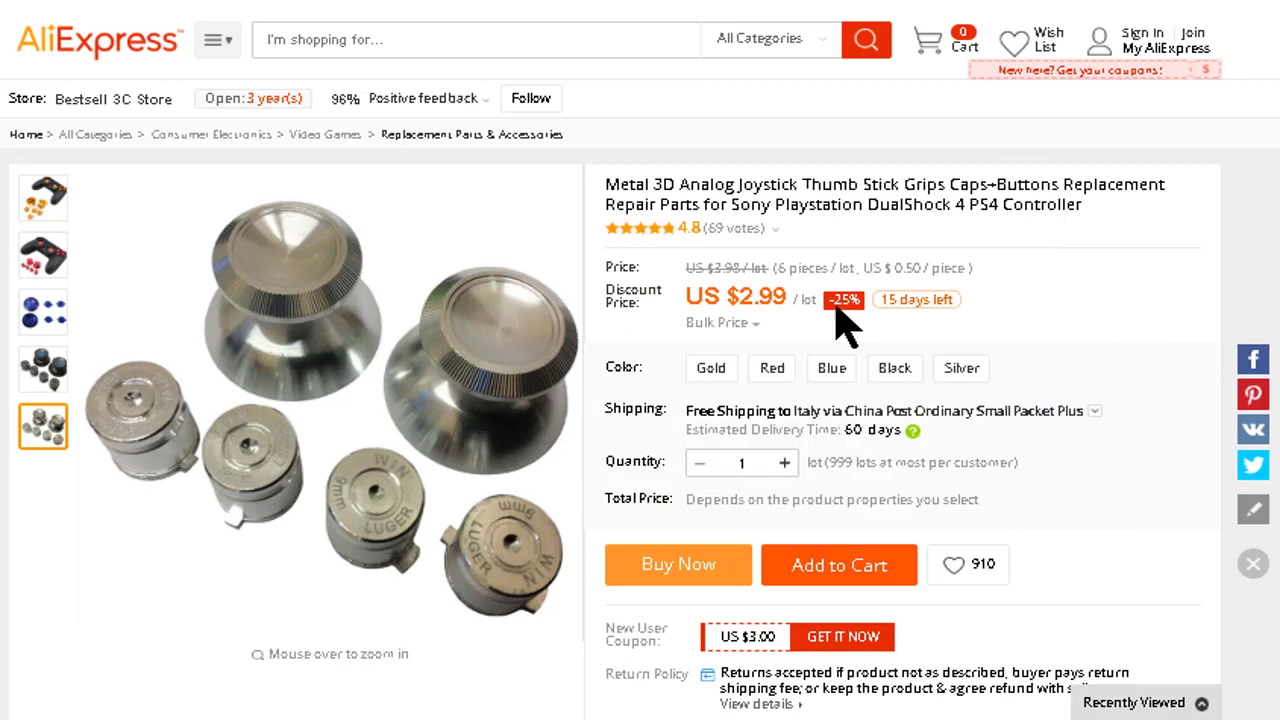 AliExpress™
I'm shopping for...
All Categories
0
Cart
Wish
List
Sign In | Join
My AliExpress
New here? Get your coupons!
$
Store: Bestsell 3C Store
Open: 3 year(s)
96% Positive feedback
Follow
Home > All Categories > Consumer Electronics > Video Games > Replacement Parts & Accessories
Metal 3D Analog Joystick Thumb Stick Grips Caps+Buttons Replacement
Repair Parts for Sony Playstation DualShock 4 PS4 Controller
4.8 (69 votes)
Price: US $3.98 / lot (6 pieces / lot, US $ 0.50 / piece )
Discount
Price:
US $2.99 / lot -25% 15 days left
Bulk Price
Color: Gold Red Blue Black Silver
Shipping: Free Shipping to Italy via China Post Ordinary Small Packet Plus
Estimated Delivery Time: 60 days ?
Quantity: − 1 + lot (999 lots at most per customer)
Total Price: Depends on the product properties you select
Buy Now
Add to Cart
910
New User
Coupon:
US $3.00 GET IT NOW
Return Policy
Returns accepted if product not as described, buyer pays return
shipping fee; or keep the product & agree refund with
View details
Recently Viewed
WIN
9mm
LUGER
9mm
LUGER
WIN
Mouse over to zoom in